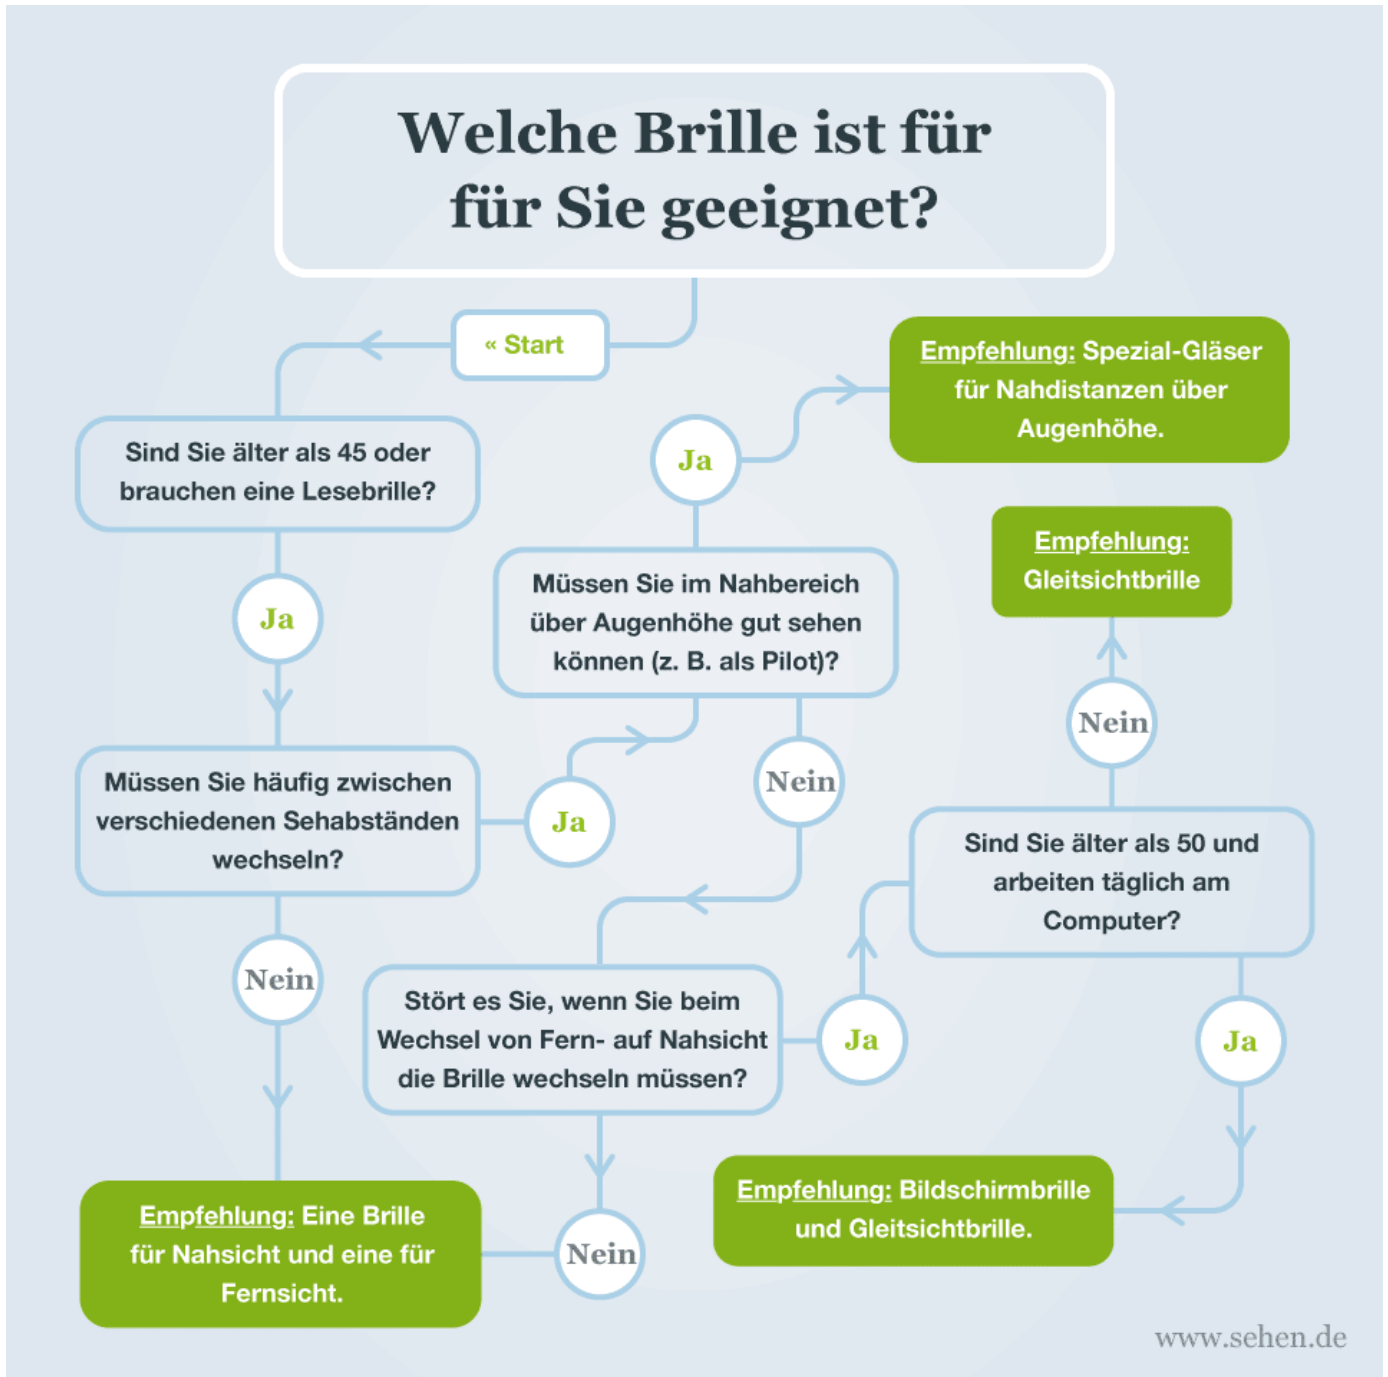 Welche Brille ist für
für Sie geeignet?
« Start
Sind Sie älter als 45 oder
brauchen eine Lesebrille?
Ja
Müssen Sie häufig zwischen
verschiedenen Sehabständen
wechseln?
Nein
Empfehlung: Eine Brille
für Nahsicht und eine für
Fernsicht.
Ja
Müssen Sie im Nahbereich
über Augenhöhe gut sehen
können (z. B. als Pilot)?
Ja
Empfehlung: Spezial-Gläser
für Nahdistanzen über
Augenhöhe.
Nein
Stört es Sie, wenn Sie beim
Wechsel von Fern- auf Nahsicht
die Brille wechseln müssen?
Nein
Ja
Sind Sie älter als 50 und
arbeiten täglich am
Computer?
Nein
Empfehlung:
Gleitsichtbrille
Ja
Empfehlung: Bildschirmbrille
und Gleitsichtbrille.
www.sehen.de